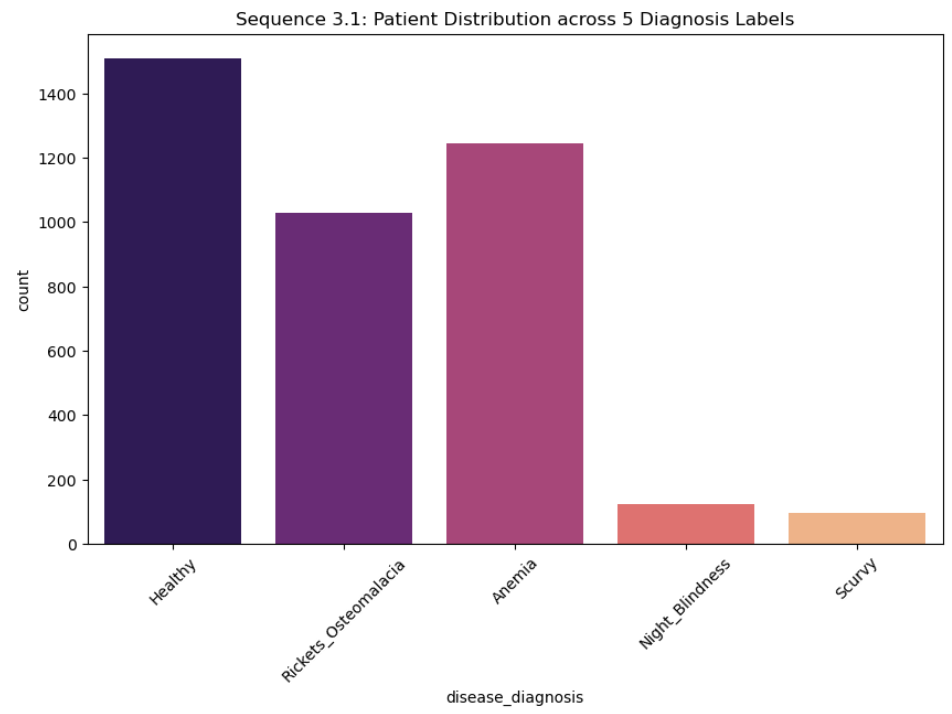 Sequence 3.1: Patient Distribution across 5 Diagnosis Labels
1400
1200
1000
800
600
400
200
0
count
Healthy
Rickets_Osteomalacia
Anemia
Night_Blindness
Scurvy
disease_diagnosis